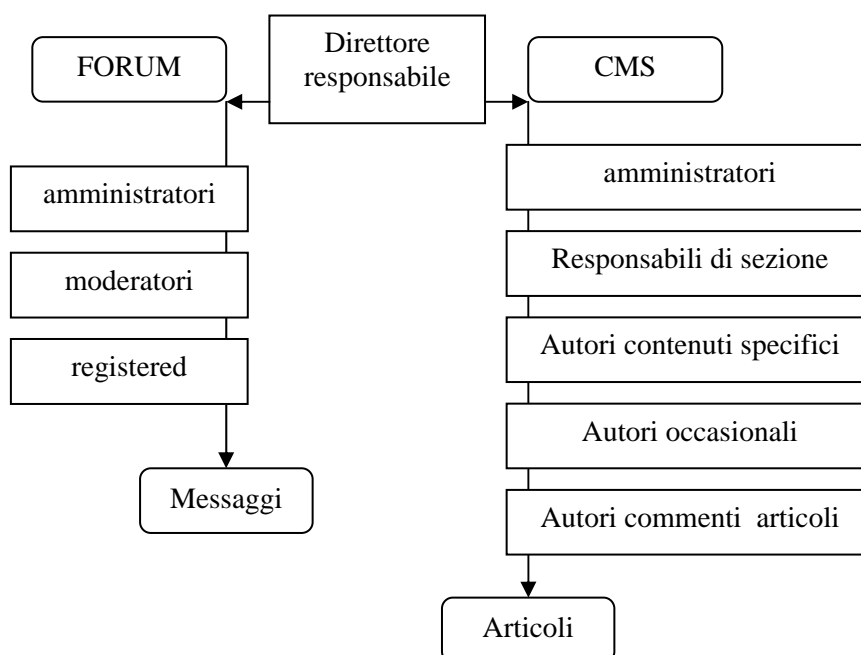 FORUM
Direttore
responsabile
CMS
amministratori
moderatori
registered
Messaggi
amministratori
Responsabili di sezione
Autori contenuti specifici
Autori occasionali
Autori commenti articoli
Articoli